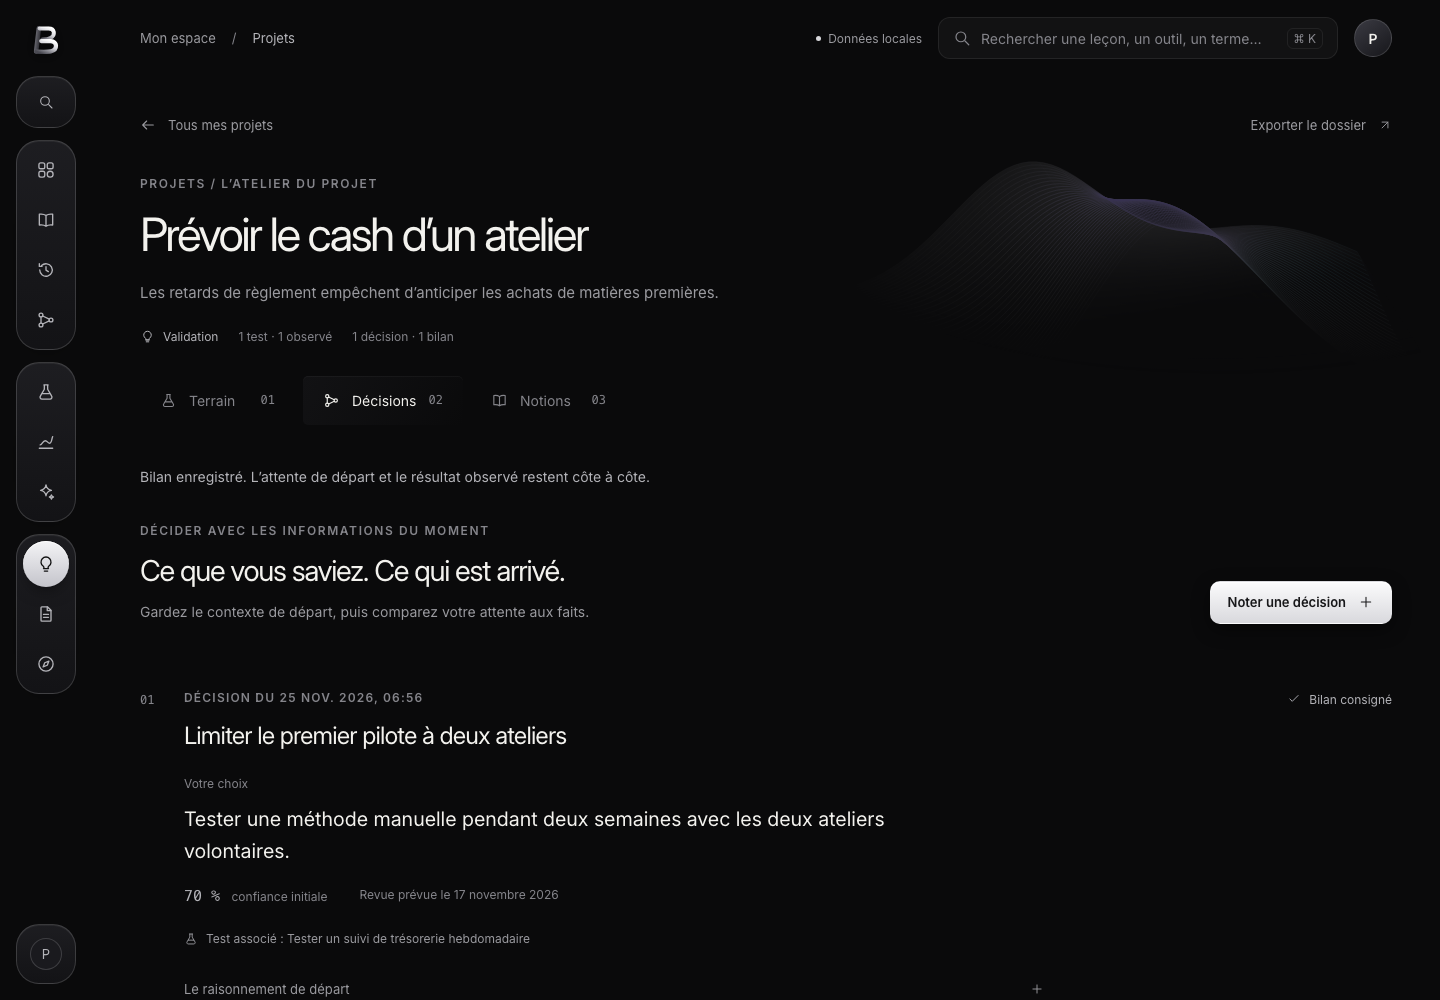 B
Mon espace / Projets
Données locales
Rechercher une leçon, un outil, un terme...
⌘ K
P
Tous mes projets
Exporter le dossier
PROJETS / L’ATELIER DU PROJET
Prévoir le cash d’un atelier
Les retards de règlement empêchent d’anticiper les achats de matières premières.
Validation 1 test · 1 observé 1 décision · 1 bilan
Terrain 01 Décisions 02 Notions 03
Bilan enregistré. L’attente de départ et le résultat observé restent côte à côte.
DÉCIDER AVEC LES INFORMATIONS DU MOMENT
Ce que vous saviez. Ce qui est arrivé.
Gardez le contexte de départ, puis comparez votre attente aux faits.
Noter une décision +
01 DÉCISION DU 25 NOV. 2026, 06:56
Bilan consigné
Limiter le premier pilote à deux ateliers
Votre choix
Tester une méthode manuelle pendant deux semaines avec les deux ateliers
volontaires.
70 % confiance initiale Revue prévue le 17 novembre 2026
Test associé : Tester un suivi de trésorerie hebdomadaire
P
Le raisonnement de départ +